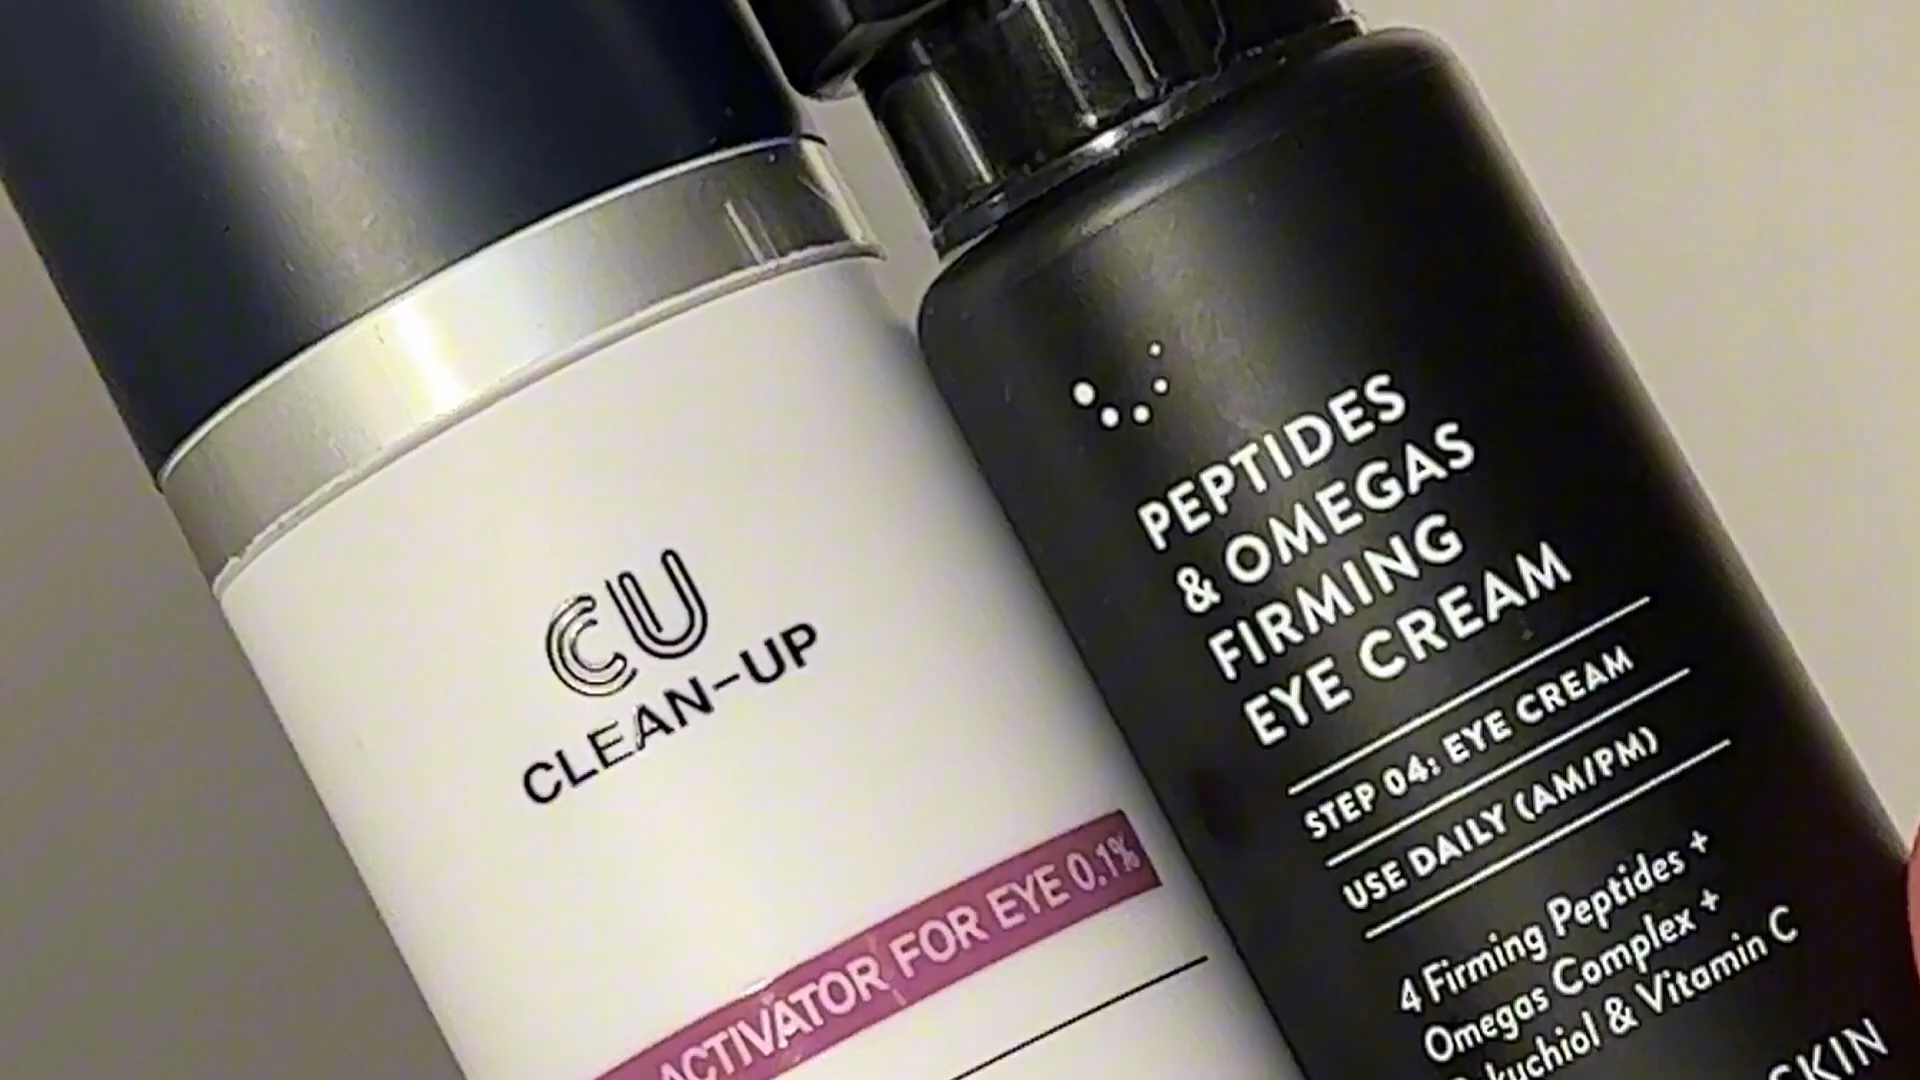 CU
CLEAN-UP
ACTIVATOR FOR EYE 0.1%
PEPTIDES
& OMEGAS
FIRMING
EYE CREAM
STEP 04: EYE CREAM
USE DAILY (AM/PM)
4 Firming Peptides +
Omegas Complex +
& Vitamin C
SKIN